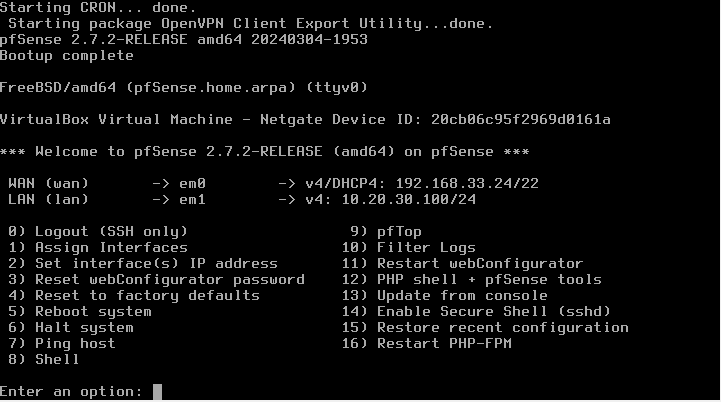 Starting CRON... done.
 Starting package OpenVPN Client Export Utility...done.
pfSense 2.7.2-RELEASE amd64 20240304-1953
Bootup complete

FreeBSD/amd64 (pfSense.home.arpa) (ttyv0)

VirtualBox Virtual Machine - Netgate Device ID: 20cb06c95f2969d0161a

*** Welcome to pfSense 2.7.2-RELEASE (amd64) on pfSense ***

 WAN (wan)       -> em0        -> v4/DHCP4: 192.168.33.24/22
 LAN (lan)       -> em1        -> v4: 10.20.30.100/24

 0) Logout (SSH only)                  9) pfTop
 1) Assign Interfaces                 10) Filter Logs
 2) Set interface(s) IP address       11) Restart webConfigurator
 3) Reset webConfigurator password    12) PHP shell + pfSense tools
 4) Reset to factory defaults         13) Update from console
 5) Reboot system                     14) Enable Secure Shell (sshd)
 6) Halt system                       15) Restore recent configuration
 7) Ping host                         16) Restart PHP-FPM
 8) Shell

Enter an option: